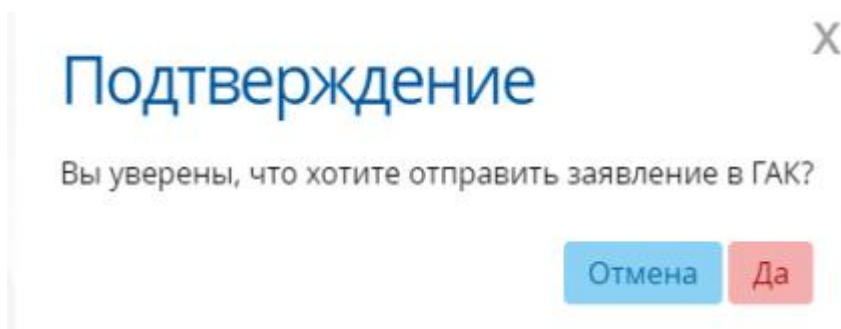 X
Подтверждение
Вы уверены, что хотите отправить заявление в ГАК?
Отмена Да